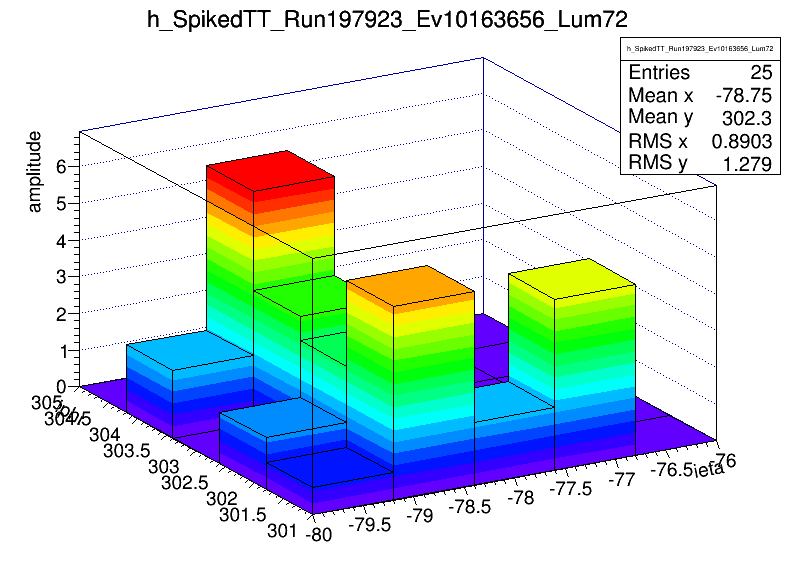 h_SpikedTT_Run197923_Ev10163656_Lum72
h_SpikedTT_Run197923_Ev10163656_Lum72
Entries 25
Mean x -78.75
Mean y 302.3
RMS x 0.8903
RMS y 1.279
amplitude
6
5
4
3
2
1
0
305
304.5
304
303.5
303
302.5
302
301.5
301
-80
-79.5
-79
-78.5
-78
-77.5
-77
-76.5
-76
ieta